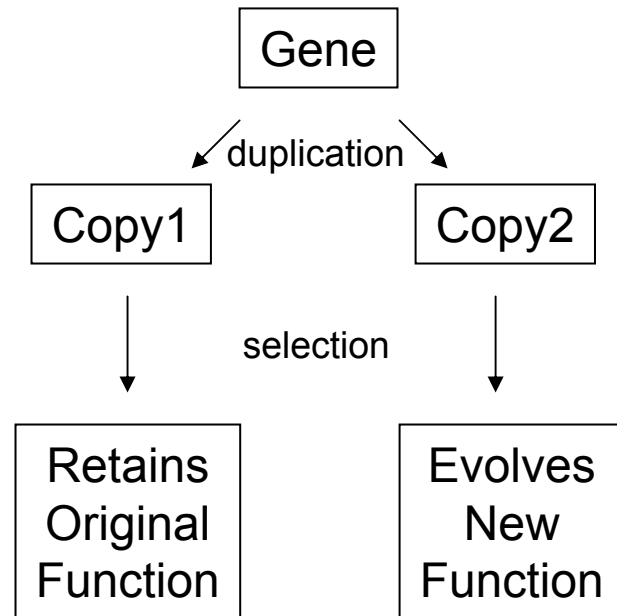 Gene
duplication
Copy1
Copy2
selection
Retains
Original
Function
Evolves
New
Function